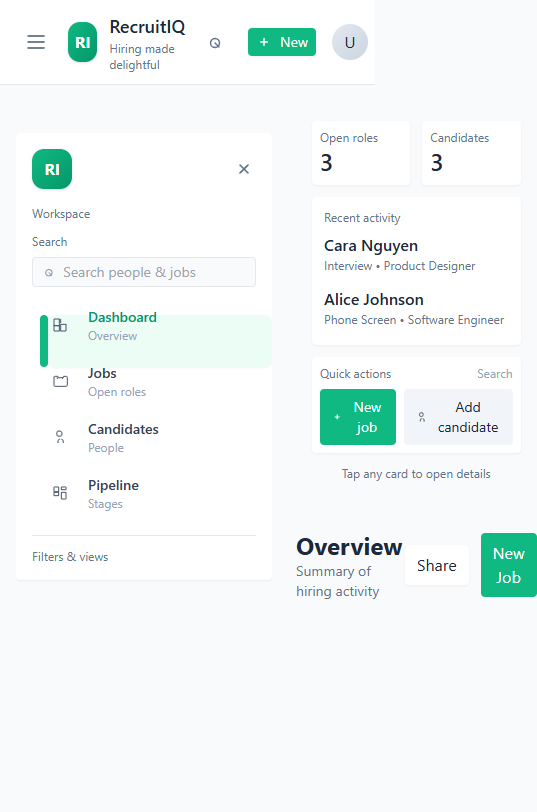 RI
RecruitIQ
Hiring made
delightful
+ New
U
RI
Workspace
Search
Search people & jobs
Dashboard
Overview
Jobs
Open roles
Candidates
People
Pipeline
Stages
Filters & views
Open roles
3
Candidates
3
Recent activity
Cara Nguyen
Interview • Product Designer
Alice Johnson
Phone Screen • Software Engineer
Quick actions
Search
+ New
job
Add
candidate
Tap any card to open details
Overview
Summary of
hiring activity
Share
New
Job